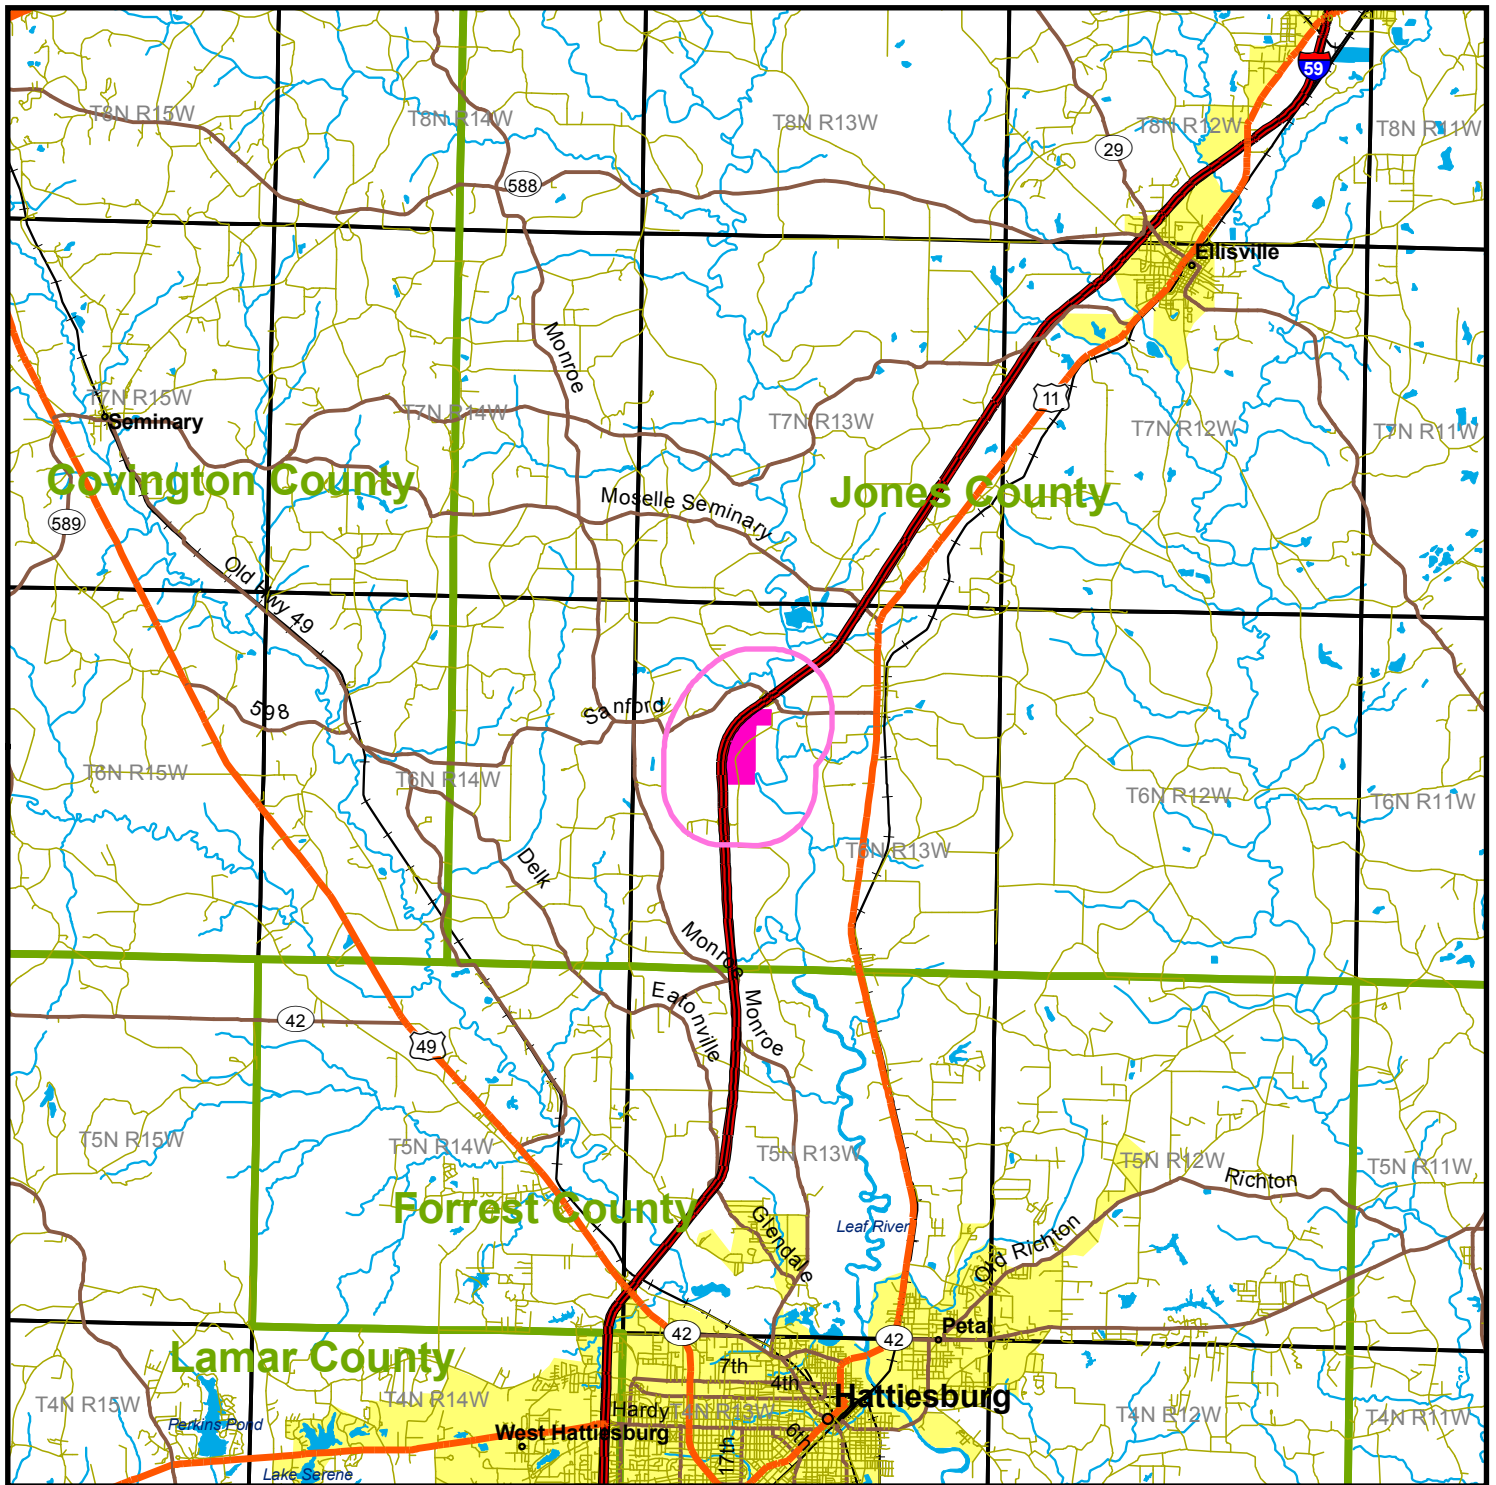 59
T8N R15W
T8N R14W
T8N R13W
T8N R12W
T8N R11W
29
588
Ellisville
Monroe
11
T7N R15W
Seminary
T7N R14W
T7N R13W
T7N R12W
T7N R11W
Covington County
Jones County
Moselle Seminary
589
Old Hwy 49
598
Sanford
T6N R15W
T6N R14W
T6N R12W
T6N R11W
T6N R13W
Delk
Monroe
Eatonville
Monroe
42
49
T5N R15W
T5N R14W
T5N R13W
T5N R12W
T5N R11W
Richton
Forrest County
Glendale
Leaf River
Old Richton
42
42
Petal
Lamar County
7th
4th
T4N R15W
T4N R14W
Hardy
T4N R13W
Hattiesburg
T4N R12W
T4N R11W
Perkins Pond
West Hattiesburg
6th
17th
Lake Serene